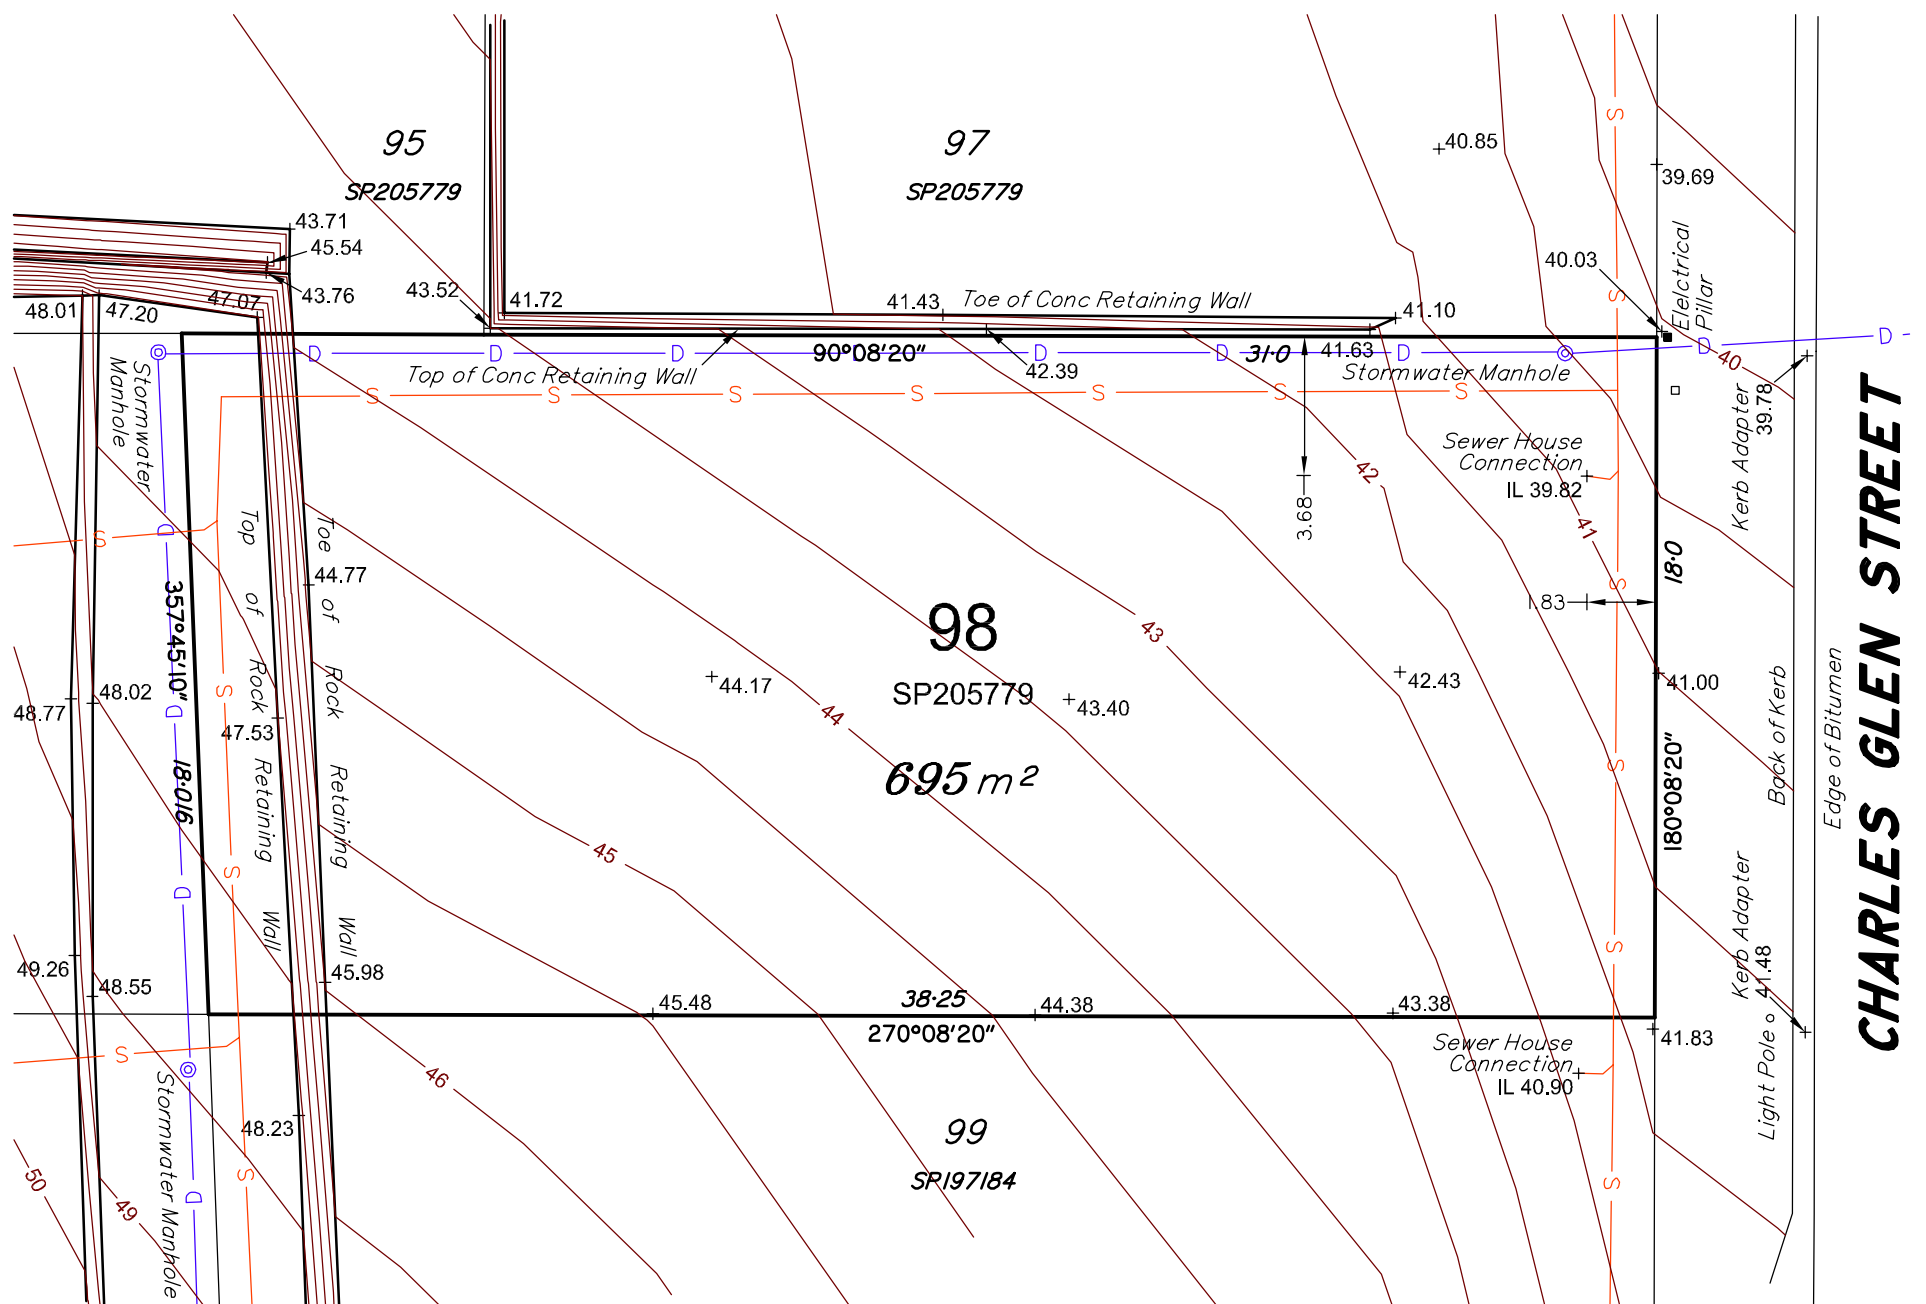 95
SP205779
97
SP205779
40.85
39.69
43.71
45.54
43.76
47.07
48.01
47.20
43.52
41.72
41.43
Toe of Conc Retaining Wall
41.10
40.03
Elelctrical
Pillar
D
D
D
D
D
D
D
D
90°08'20"
31·0
41.63
42.39
Top of Conc Retaining Wall
Stormwater Manhole
Stormwater
Manhole
S
S
S
S
S
S
S
S
S
40
39.78
Kerb Adapter
42
Sewer House
Connection
IL 39.82
3.68
41
18·0
S
1.83
S
D
Top of Rock Retaining Wall
Toe of Rock Retaining Wall
44.77
357°45'10"
18·016
98
SP205779
695 m²
43
44.17
43.40
42.43
41.00
44
48.02
48.77
47.53
S
D
S
D
180°08'20"
S
Back of Kerb
Edge of Bitumen
CHARLES GLEN STREET
45
Kerb Adapter
41.48
Light Pole
49.26
48.55
45.98
45.48
38·25
44.38
43.38
270°08'20"
41.83
S
Sewer House
Connection
IL 40.90
S
46
48.23
99
SP197184
Stormwater Manhole
S
D
S
50
49